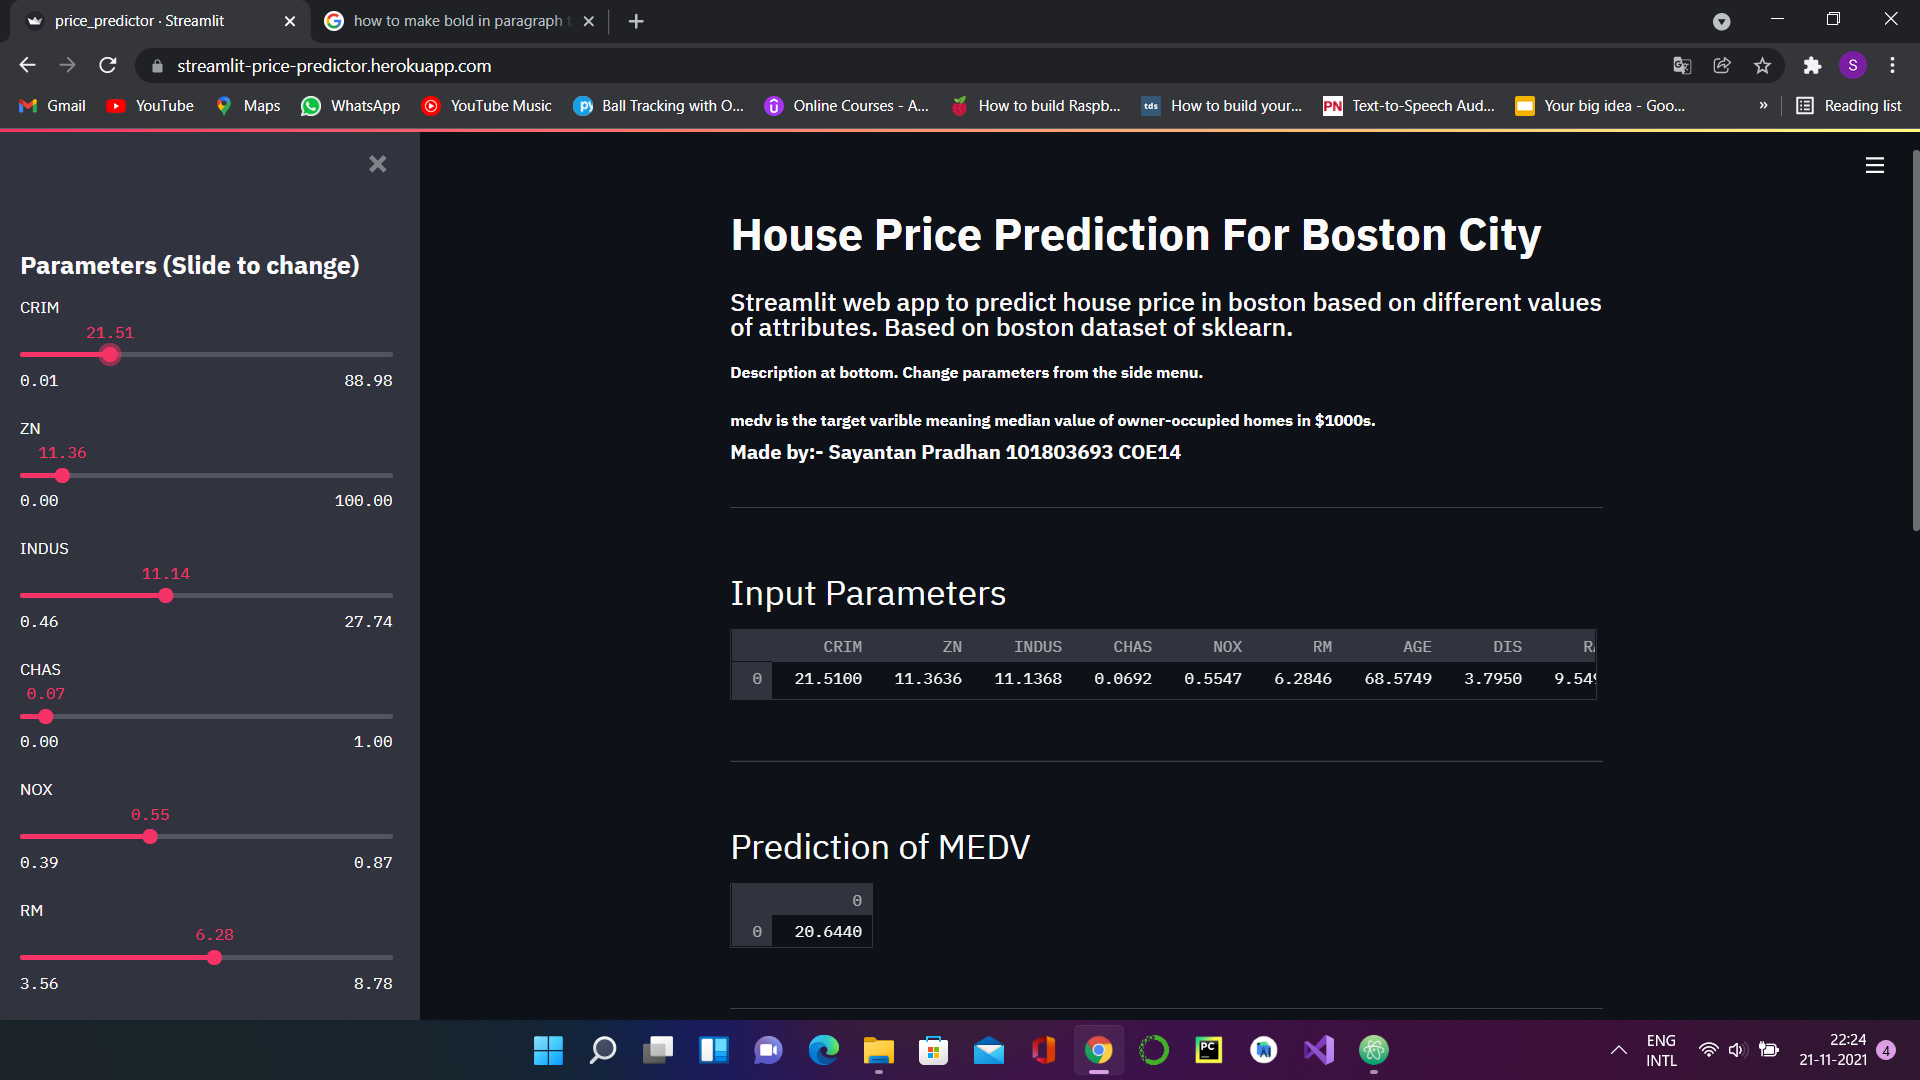 price_predictor · Streamlit
how to make bold in paragraph
streamlit-price-predictor.herokuapp.com
S
Gmail
YouTube
Maps
WhatsApp
YouTube Music
Ball Tracking with O...
Online Courses - A...
How to build Raspb...
tds
How to build your...
PN
Text-to-Speech Aud...
Your big idea - Goo...
»
Reading list
Parameters (Slide to change)
CRIM
21.51
0.01 88.98
ZN
11.36
0.00 100.00
INDUS
11.14
0.46 27.74
CHAS
0.07
0.00 1.00
NOX
0.55
0.39 0.87
RM
6.28
3.56 8.78
House Price Prediction For Boston City
Streamlit web app to predict house price in boston based on different values
of attributes. Based on boston dataset of sklearn.
Description at bottom. Change parameters from the side menu.
medv is the target varible meaning median value of owner-occupied homes in $1000s.
Made by:- Sayantan Pradhan 101803693 COE14
Input Parameters
CRIM ZN INDUS CHAS NOX RM AGE DIS
0 21.5100 11.3636 11.1368 0.0692 0.5547 6.2846 68.5749 3.7950 9.549
Prediction of MEDV
0
0 20.6440
PC
ENG
INTL
22:24
21-11-2021
4